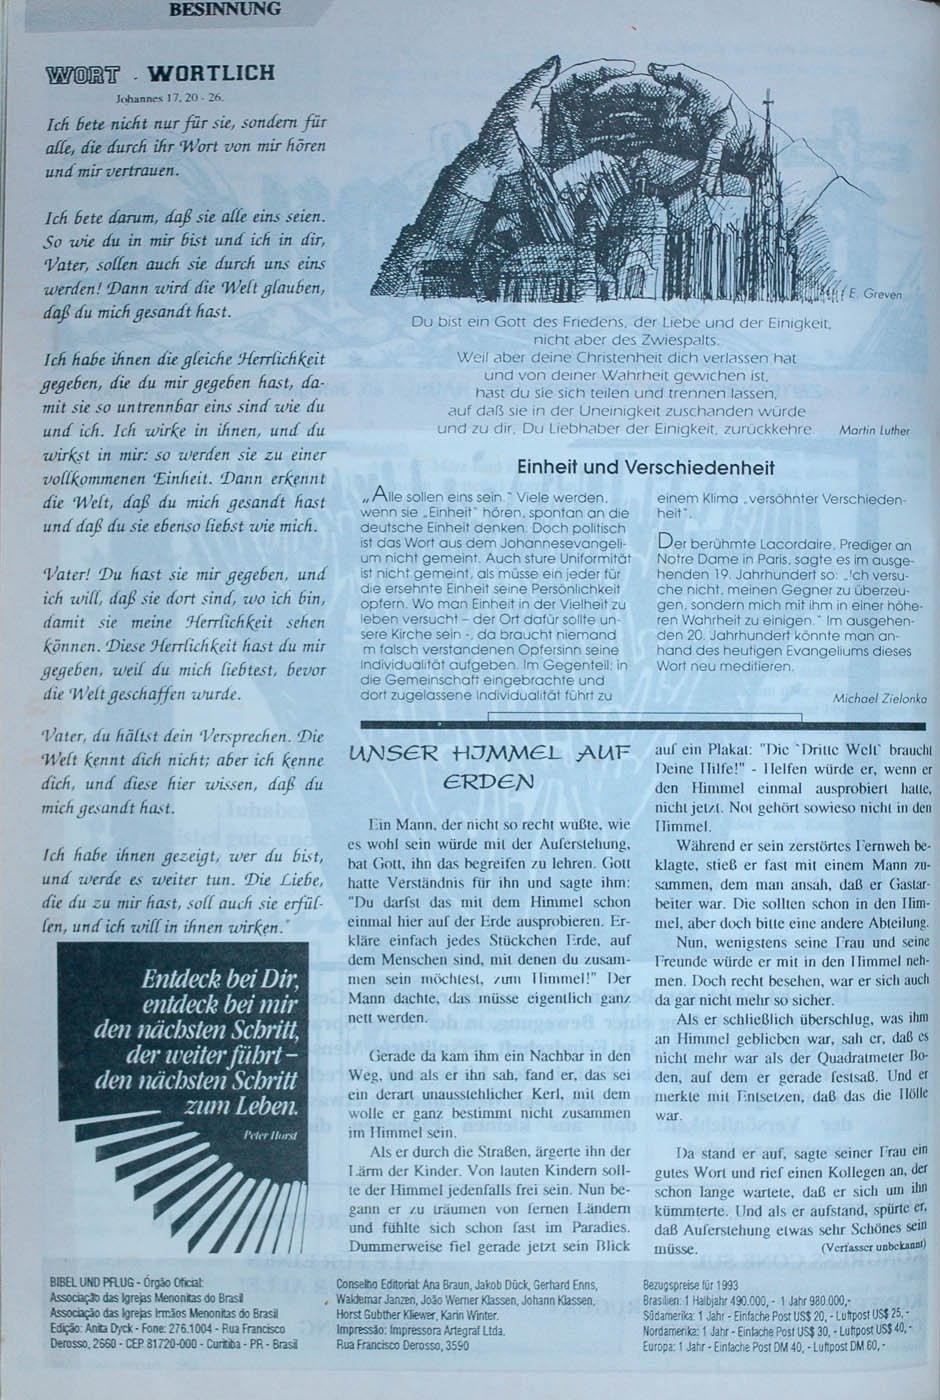 BESINNUNG
WORT - WÖRTLICH
Johannes 17, 20 - 26.
Ich bete nicht nur für sie, sondern für
alle, die durch ihr Wort von mir hören
und mir vertrauen.
Ich bete darum, daß sie alle eins seien.
So wie du in mir bist und ich in dir,
Vater, sollen auch sie durch uns eins
werden! Dann wird die Welt glauben,
daß du mich gesandt hast.
Ich habe ihnen die gleiche Herrlichkeit
gegeben, die du mir gegeben hast, da-
mit sie so untrennbar eins sind wie du
und ich. Ich wirke in ihnen, und du
wirkst in mir: so werden sie zu einer
vollkommenen Einheit. Dann erkennt
die Welt, daß du mich gesandt hast
und daß du sie ebenso liebst wie mich.
Vater! Du hast sie mir gegeben, und
ich will, daß sie dort sind, wo ich bin,
damit sie meine Herrlichkeit sehen
können. Diese Herrlichkeit hast du mir
gegeben, weil du mich liebtest, bevor
die Welt geschaffen wurde.
Vater, du hältst dein Versprechen. Die
Welt kennt dich nicht; aber ich kenne
dich, und diese hier wissen, daß du
mich gesandt hast.
Ich habe ihnen gezeigt, wer du bist,
und werde es weiter tun. Die Liebe,
die du zu mir hast, soll auch sie erfül-
len, und ich will in ihnen wirken."
Entdeck bei Dir,
entdeck bei mir
den nächsten Schritt,
der weiter führt –
den nächsten Schritt
zum Leben.
Peter Horst
E. Greven
Du bist ein Gott des Friedens, der Liebe und der Einigkeit,
nicht aber des Zwiespalts.
Weil aber deine Christenheit dich verlassen hat
und von deiner Wahrheit gewichen ist,
hast du sie sich teilen und trennen lassen,
auf daß sie in der Uneinigkeit zuschanden würde
und zu dir, Du Liebhaber der Einigkeit, zurückkehre. Martin Luther
Einheit und Verschiedenheit
„Alle sollen eins sein." Viele werden,
wenn sie „Einheit" hören, spontan an die
deutsche Einheit denken. Doch politisch
ist das Wort aus dem Johannesevangeli-
um nicht gemeint. Auch sture Uniformität
ist nicht gemeint, als müsse ein jeder für
die ersehnte Einheit seine Persönlichkeit
opfern. Wo man Einheit in der Vielheit zu
leben versucht – der Ort dafür sollte un-
sere Kirche sein -, da braucht niemand
m falsch verstandenen Opfersinn seine
Individualität aufgeben. Im Gegenteil: in
die Gemeinschaft eingebrachte und
dort zugelassene Individualität führt zu
einem Klima „versöhnter Verschieden-
heit".
Der berühmte Lacordaire, Prediger an
Notre Dame in Paris, sagte es im ausge-
henden 19. Jahrhundert so: „Ich versu-
che nicht, meinen Gegner zu überzeu-
gen, sondern mich mit ihm in einer höhe-
ren Wahrheit zu einigen." Im ausgehen-
den 20. Jahrhundert könnte man an-
hand des heutigen Evangeliums dieses
Wort neu meditieren.
Michael Zielonka
UNSER HIMMEL AUF
ERDEN
Ein Mann, der nicht so recht wußte, wie
es wohl sein würde mit der Auferstehung,
bat Gott, ihn das begreifen zu lehren. Gott
hatte Verständnis für ihn und sagte ihm:
"Du darfst das mit dem Himmel schon
einmal hier auf der Erde ausprobieren. Er-
kläre einfach jedes Stückchen Erde, auf
dem Menschen sind, mit denen du zusam-
men sein möchtest, zum Himmel!" Der
Mann dachte, das müsse eigentlich ganz
nett werden.
Gerade da kam ihm ein Nachbar in den
Weg, und als er ihn sah, fand er, das sei
ein derart unausstehlicher Kerl, mit dem
wolle er ganz bestimmt nicht zusammen
im Himmel sein.
Als er durch die Straßen, ärgerte ihn der
Lärm der Kinder. Von lauten Kindern soll-
te der Himmel jedenfalls frei sein. Nun be-
gann er zu träumen von fernen Ländern
und fühlte sich schon fast im Paradies.
Dummerweise fiel gerade jetzt sein Blick
auf ein Plakat: "Die `Dritte Welt` braucht
Deine Hilfe!" - Helfen würde er, wenn er
den Himmel einmal ausprobiert hatte,
nicht jetzt. Not gehört sowieso nicht in den
Himmel.
Während er sein zerstörtes Fernweh be-
klagte, stieß er fast mit einem Mann zu-
sammen, dem man ansah, daß er Gastar-
beiter war. Die sollten schon in den Him-
mel, aber doch bitte eine andere Abteilung.
Nun, wenigstens seine Frau und seine
Freunde würde er mit in den Himmel neh-
men. Doch recht besehen, war er sich auch
da gar nicht mehr so sicher.
Als er schließlich überschlug, was ihm
an Himmel geblieben war, sah er, daß es
nicht mehr war als der Quadratmeter Bo-
den, auf dem er gerade festsaß. Und er
merkte mit Entsetzen, daß das die Hölle
war.
Da stand er auf, sagte seiner Frau ein
gutes Wort und rief einen Kollegen an, der
schon lange wartete, daß er sich um ihn
kümmerte. Und als er aufstand, spürte er,
daß Auferstehung etwas sehr Schönes sein
müsse. (Verfasser unbekannt)
BIBEL UND PFLUG - Órgão Oficial:
Associação das Igrejas Menonitas do Brasil
Associação das Igrejas Irmãos Menonitas do Brasil
Edição: Anita Dyck - Fone: 276.1004 - Rua Francisco
Derosso, 2660 - CEP 81720-000 - Curitiba - PR - Brasil
Conselho Editorial: Ana Braun, Jakob Dück, Gerhard Enns,
Waldemar Janzen, João Werner Klassen, Johann Klassen,
Horst Gubther Kliewer, Karin Winter.
Impressão: Impressora Artegraf Ltda.
Rua Francisco Derosso, 3590
Bezugspreise für 1993
Brasilien: 1 Halbjahr 490.000,- 1 Jahr 980.000,-
Südamerika: 1 Jahr - Einfache Post US$ 20,- Luftpost US$ 25,-
Nordamerika: 1 Jahr - Einfache Post US$ 30,- Luftpost US$ 40,-
Europa: 1 Jahr - Einfache Post DM 40,- Luftpost DM 60,-